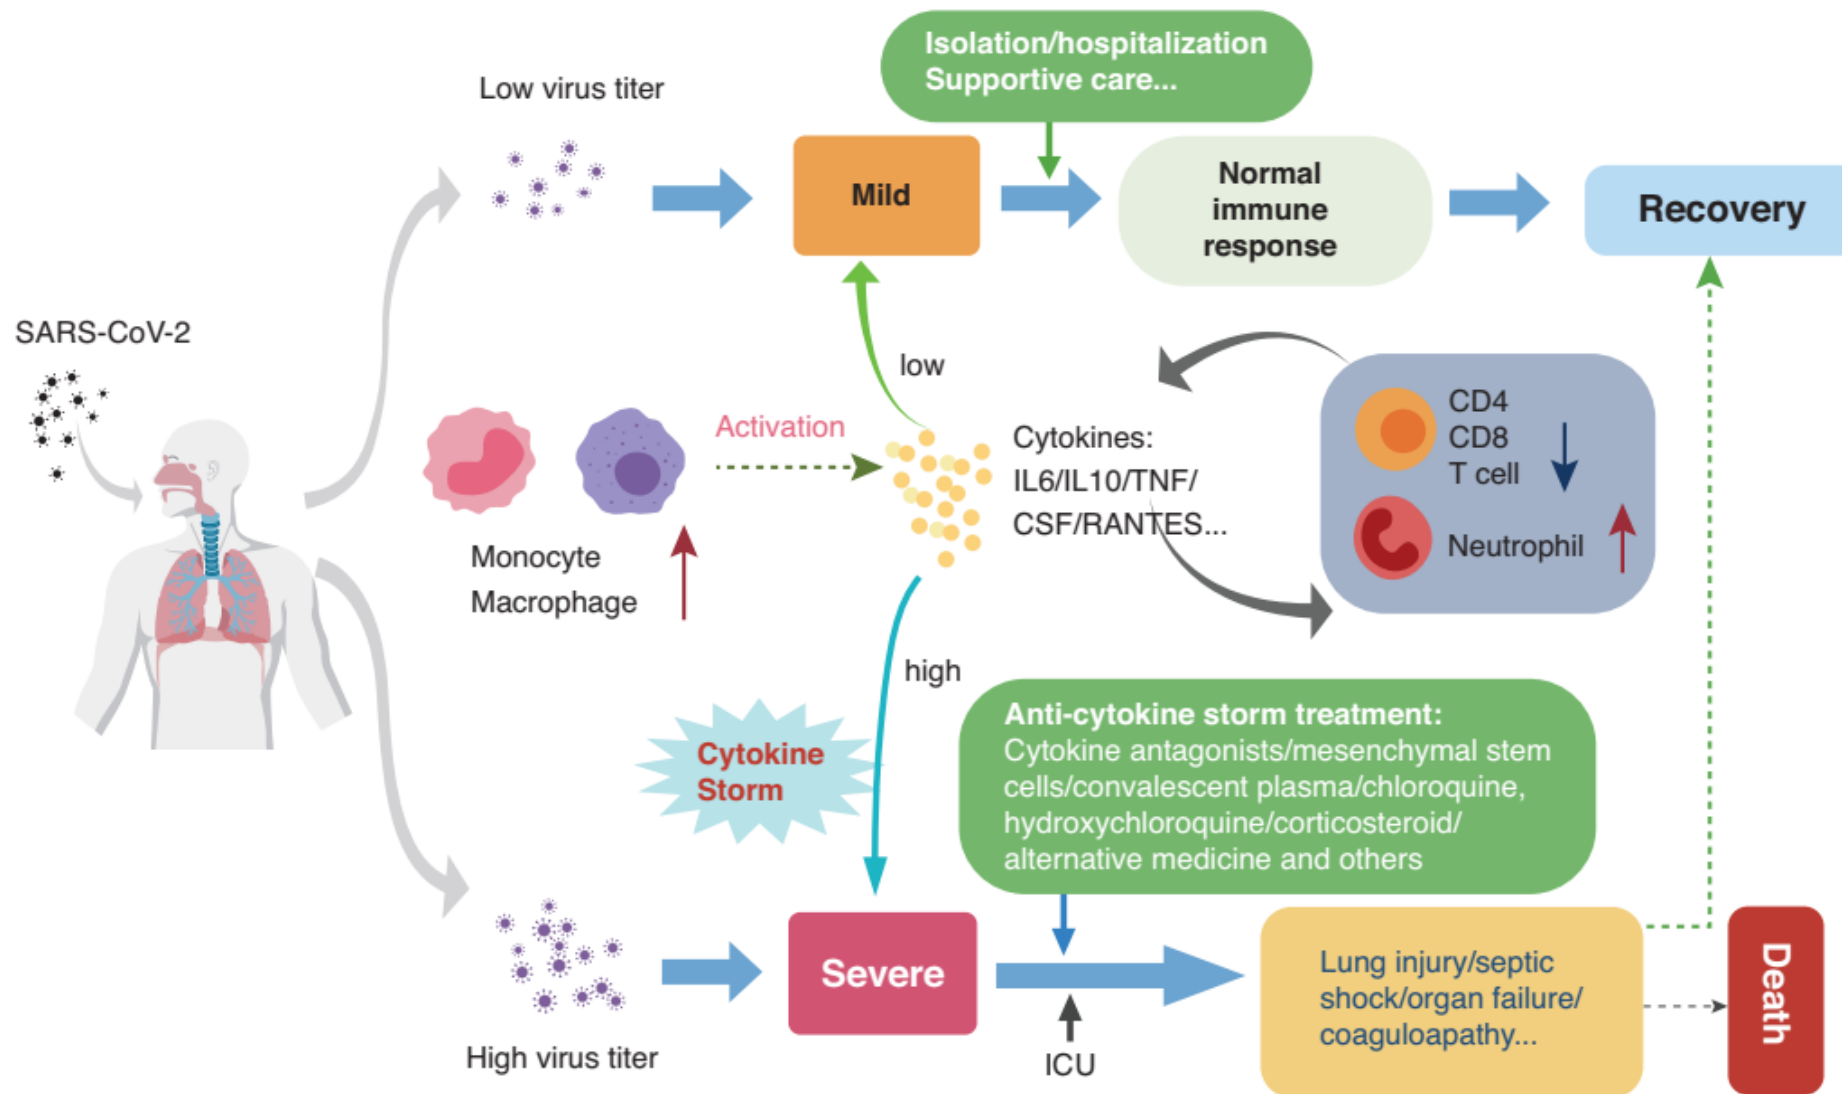 Isolation/hospitalization
Supportive care...
Low virus titer
Mild
Normal
immune
response
Recovery
SARS-CoV-2
low
Activation
Cytokines:
IL6/IL10/TNF/
CSF/RANTES...
CD4
CD8
T cell
Neutrophil
Monocyte
Macrophage
high
Cytokine
Storm
Anti-cytokine storm treatment:
Cytokine antagonists/mesenchymal stem
cells/convalescent plasma/chloroquine,
hydroxychloroquine/corticosteroid/
alternative medicine and others
Severe
Lung injury/septic
shock/organ failure/
coaguloapathy...
Death
High virus titer
ICU